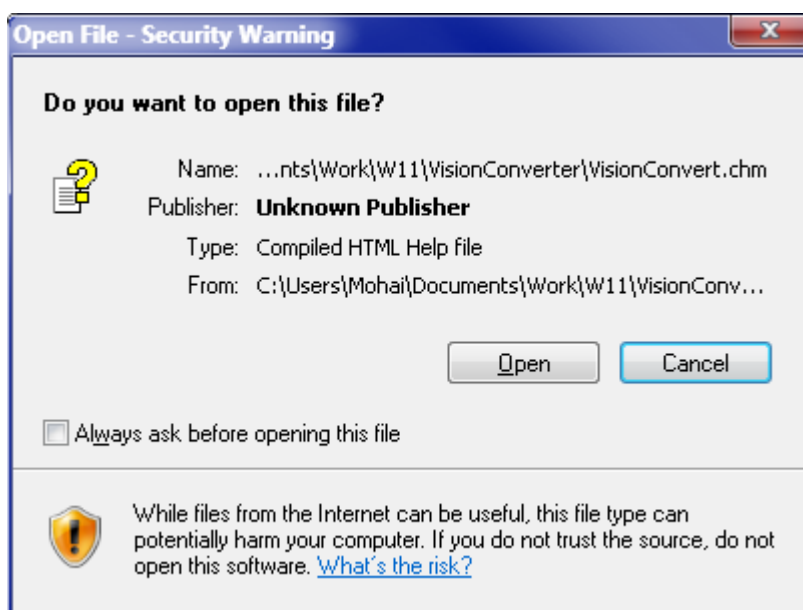 Open File - Security Warning
Do you want to open this file?
Name: ...nts\Work\W11\VisionConverter\VisionConvert.chm
Publisher: Unknown Publisher
Type: Compiled HTML Help file
From: C:\Users\Mohai\Documents\Work\W11\VisionConv...
Open Cancel
Always ask before opening this file
While files from the Internet can be useful, this file type can
potentially harm your computer. If you do not trust the source, do not
open this software. What's the risk?